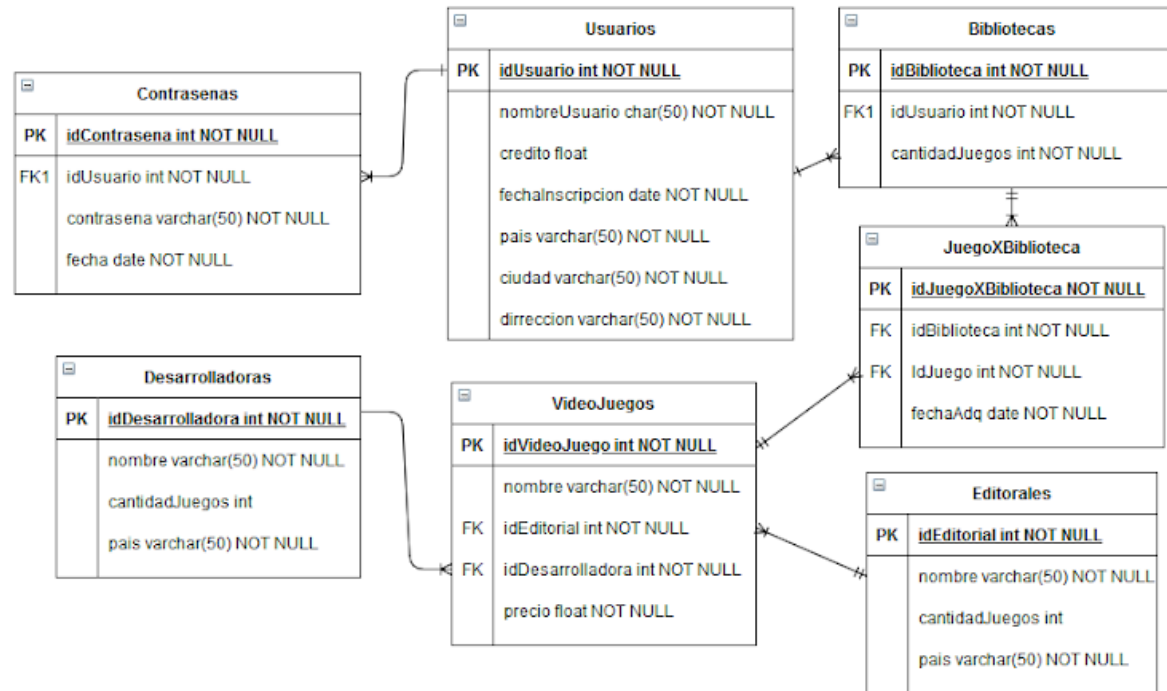 Contrasenas
PK idContrasena int NOT NULL
FK1 idUsuario int NOT NULL
contrasena varchar(50) NOT NULL
fecha date NOT NULL
Usuarios
PK idUsuario int NOT NULL
nombreUsuario char(50) NOT NULL
credito float
fechaInscripcion date NOT NULL
pais varchar(50) NOT NULL
ciudad varchar(50) NOT NULL
dirreccion varchar(50) NOT NULL
Bibliotecas
PK idBiblioteca int NOT NULL
FK1 idUsuario int NOT NULL
cantidadJuegos int NOT NULL
JuegoXBiblioteca
PK idJuegoXBiblioteca NOT NULL
FK idBiblioteca int NOT NULL
FK IdJuego int NOT NULL
fechaAdq date NOT NULL
Desarrolladoras
PK idDesarrolladora int NOT NULL
nombre varchar(50) NOT NULL
cantidadJuegos int
pais varchar(50) NOT NULL
VideoJuegos
PK idVideoJuego int NOT NULL
nombre varchar(50) NOT NULL
FK idEditorial int NOT NULL
FK idDesarrolladora int NOT NULL
precio float NOT NULL
Editorales
PK idEditorial int NOT NULL
nombre varchar(50) NOT NULL
cantidadJuegos int
pais varchar(50) NOT NULL